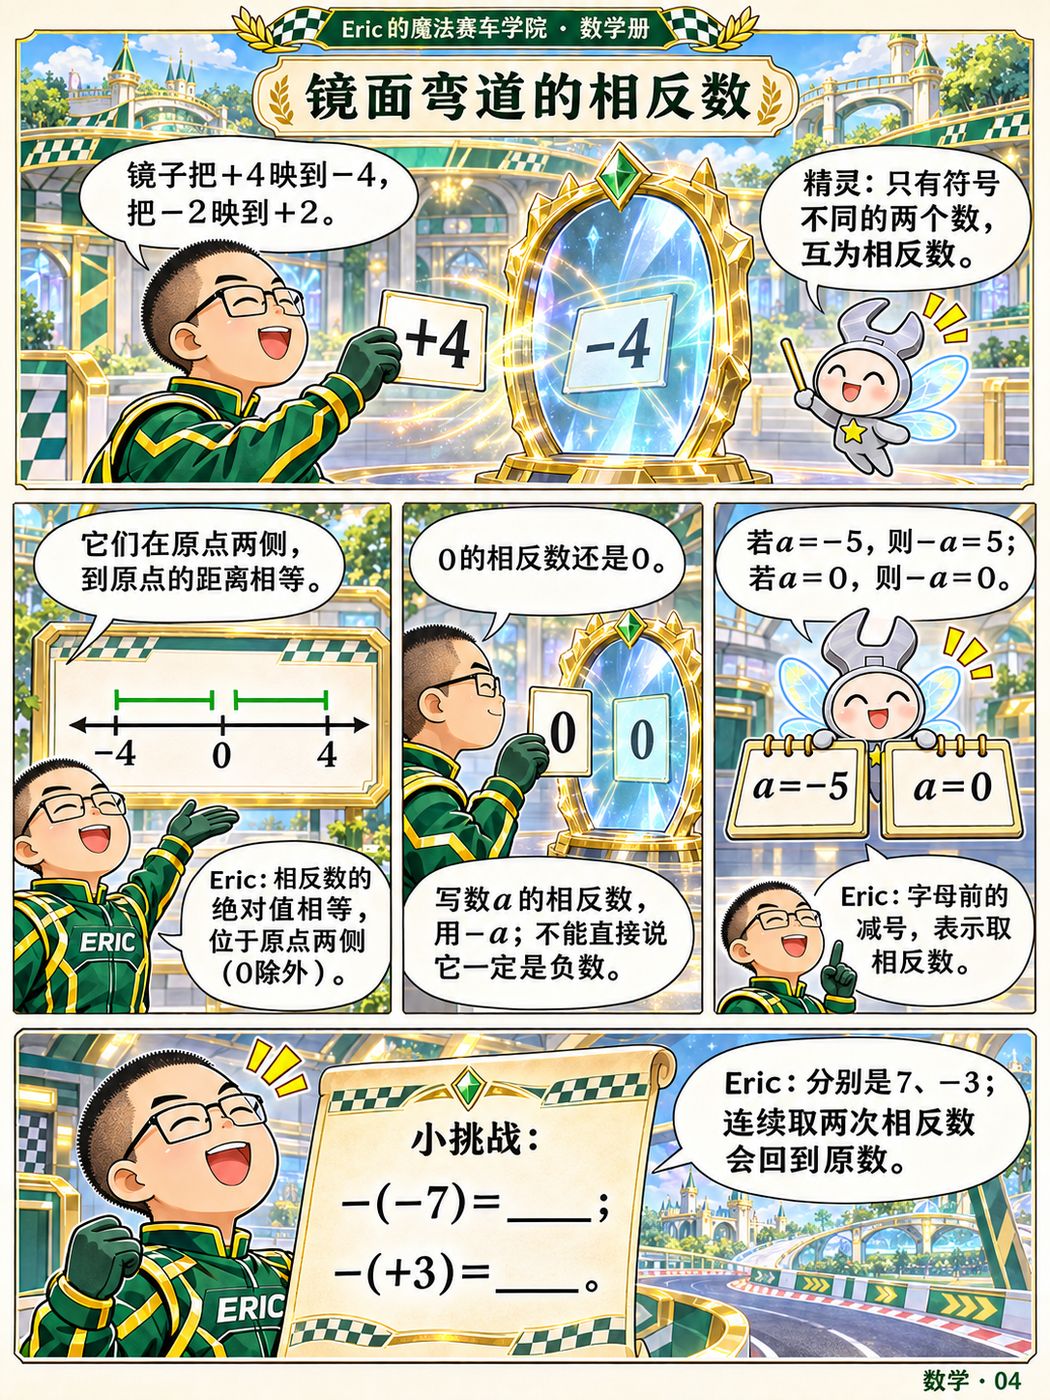 Eric的魔法赛车学院 · 数学册
镜面弯道的相反数
镜子把+4映到−4，
把−2映到+2。
精灵：只有符号
不同的两个数，
互为相反数。
+4
−4
它们在原点两侧，
到原点的距离相等。
−4 0 4
Eric：相反数的
绝对值相等，
位于原点两侧
（0除外）。
ERIC
0的相反数还是0。
0
0
写数a的相反数，
用−a；不能直接说
它一定是负数。
若a=−5，则−a=5；
若a=0，则−a=0。
a=−5
a=0
Eric：字母前的
减号，表示取
相反数。
小挑战：
−(−7)=____；
−(+3)=____。
Eric：分别是7、−3；
连续取两次相反数
会回到原数。
ERIC
数学 · 04